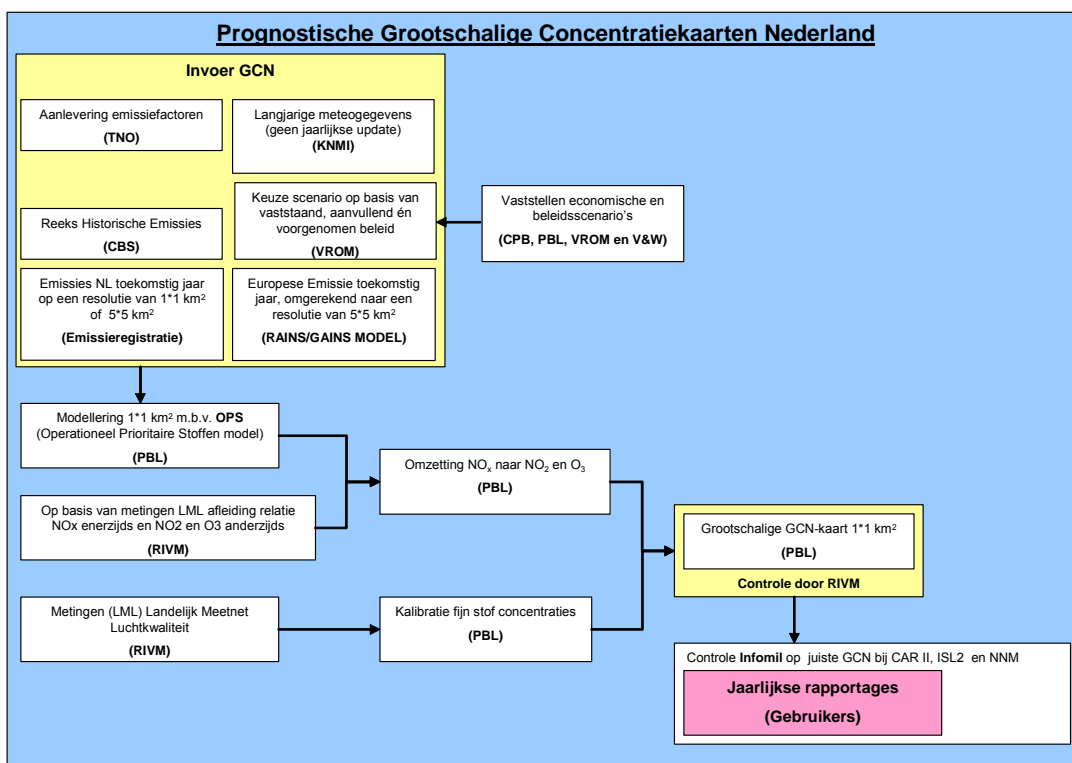 Prognostische Grootschalige Concentratiekaarten Nederland
Invoer GCN
Aanlevering emissiefactoren
(TNO)
Langjarige meteogegevens
(geen jaarlijkse update)
(KNMI)
Reeks Historische Emissies
(CBS)
Keuze scenario op basis van
vaststaand, aanvullend én
voorgenomen beleid
(VROM)
Vaststellen economische en
beleidsscenario's
(CPB, PBL, VROM en V&W)
Emissies NL toekomstig jaar
op een resolutie van 1*1 km²
of 5*5 km²
(Emissieregistratie)
Europese Emissie toekomstig
jaar, omgerekend naar een
resolutie van 5*5 km²
(RAINS/GAINS MODEL)
Modellering 1*1 km² m.b.v. OPS
(Operationeel Prioritaire Stoffen model)
(PBL)
Omzetting NOₓ naar NO₂ en O₃
(PBL)
Op basis van metingen LML afleiding relatie
NOx enerzijds en NO2 en O3 anderzijds
(RIVM)
Grootschalige GCN-kaart 1*1 km²
(PBL)
Controle door RIVM
Metingen (LML) Landelijk Meetnet
Luchtkwaliteit
(RIVM)
Kalibratie fijn stof concentraties
(PBL)
Controle Infomil op juiste GCN bij CAR II, ISL2 en NNM
Jaarlijkse rapportages
(Gebruikers)